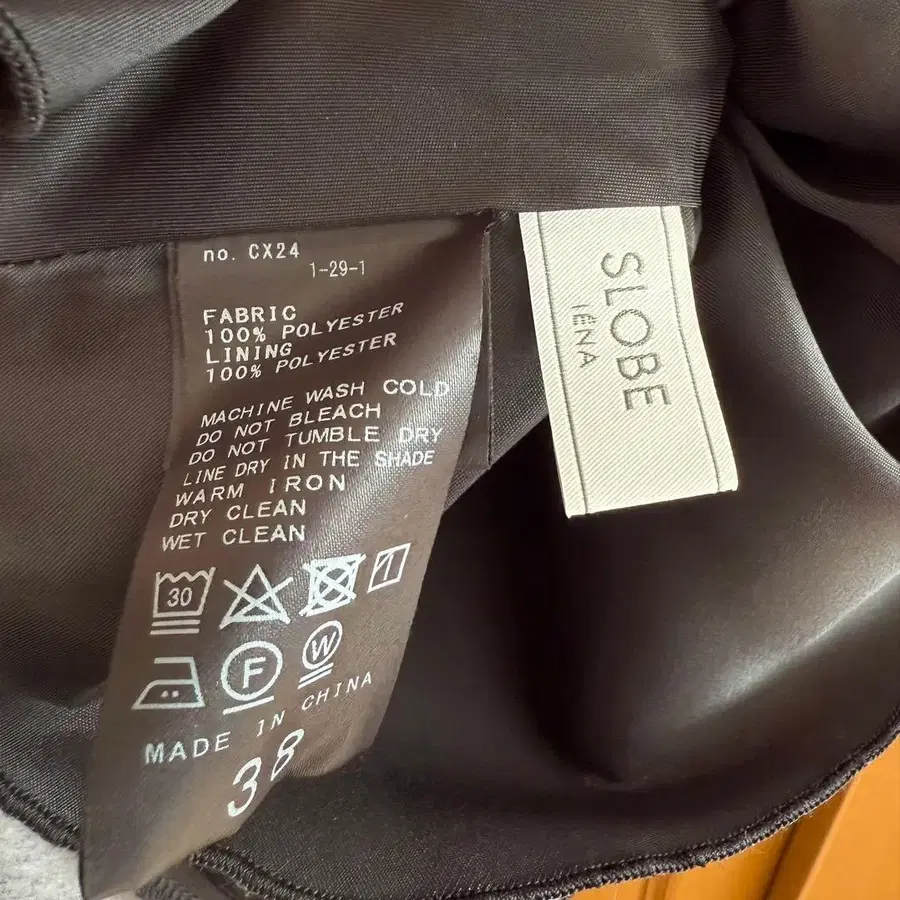 no. CX24
1-29-1
FABRIC
100% POLYESTER
LINING
100% POLYESTER
MACHINE WASH COLD
DO NOT BLEACH
DO NOT TUMBLE DRY
LINE DRY IN THE SHADE
WARM IRON
DRY CLEAN
WET CLEAN
30
F
W
MADE IN CHINA
38
SLOBE
IÉNA